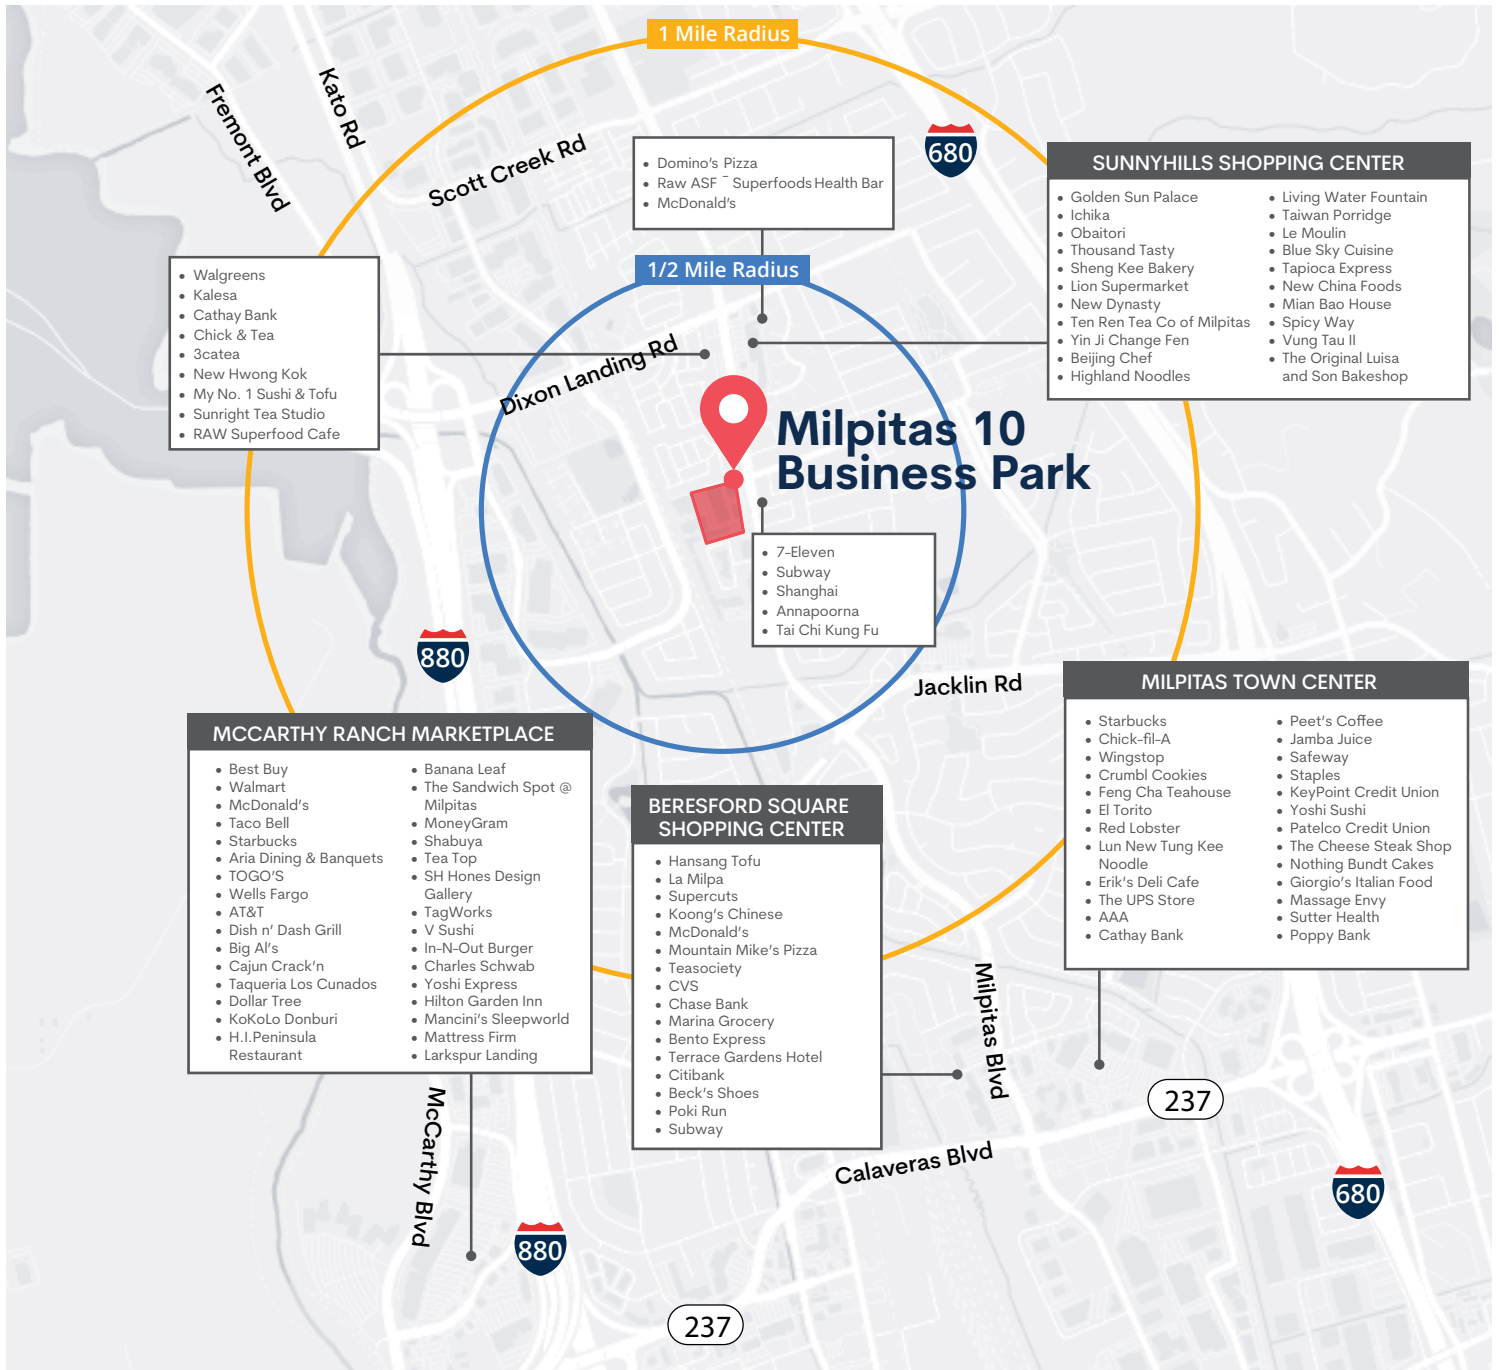 1 Mile Radius
Fremont Blvd
Kato Rd
Scott Creek Rd
680
Domino's Pizza
Raw ASF ¯ Superfoods Health Bar
McDonald's
SUNNYHILLS SHOPPING CENTER
Golden Sun Palace
Ichika
Obaitori
Thousand Tasty
Sheng Kee Bakery
Lion Supermarket
New Dynasty
Ten Ren Tea Co of Milpitas
Yin Ji Change Fen
Beijing Chef
Highland Noodles
Living Water Fountain
Taiwan Porridge
Le Moulin
Blue Sky Cuisine
Tapioca Express
New China Foods
Mian Bao House
Spicy Way
Vung Tau II
The Original Luisa
and Son Bakeshop
1/2 Mile Radius
Walgreens
Kalesa
Cathay Bank
Chick & Tea
3catea
New Hwong Kok
My No. 1 Sushi & Tofu
Sunright Tea Studio
RAW Superfood Cafe
Dixon Landing Rd
Milpitas 10
Business Park
7-Eleven
Subway
Shanghai
Annapoorna
Tai Chi Kung Fu
880
Jacklin Rd
MCCARTHY RANCH MARKETPLACE
Best Buy
Walmart
McDonald's
Taco Bell
Starbucks
Aria Dining & Banquets
TOGO'S
Wells Fargo
AT&T
Dish n' Dash Grill
Big Al's
Cajun Crack'n
Taqueria Los Cunados
Dollar Tree
KoKoLo Donburi
H.I.Peninsula
Restaurant
Banana Leaf
The Sandwich Spot @
Milpitas
MoneyGram
Shabuya
Tea Top
SH Hones Design
Gallery
TagWorks
V Sushi
In-N-Out Burger
Charles Schwab
Yoshi Express
Hilton Garden Inn
Mancini's Sleepworld
Mattress Firm
Larkspur Landing
BERESFORD SQUARE
SHOPPING CENTER
Hansang Tofu
La Milpa
Supercuts
Koong's Chinese
McDonald's
Mountain Mike's Pizza
Teasociety
CVS
Chase Bank
Marina Grocery
Bento Express
Terrace Gardens Hotel
Citibank
Beck's Shoes
Poki Run
Subway
MILPITAS TOWN CENTER
Starbucks
Chick-fil-A
Wingstop
Crumbl Cookies
Feng Cha Teahouse
El Torito
Red Lobster
Lun New Tung Kee
Noodle
Erik's Deli Cafe
The UPS Store
AAA
Cathay Bank
Peet's Coffee
Jamba Juice
Safeway
Staples
KeyPoint Credit Union
Yoshi Sushi
Patelco Credit Union
The Cheese Steak Shop
Nothing Bundt Cakes
Giorgio's Italian Food
Massage Envy
Sutter Health
Poppy Bank
Milpitas Blvd
237
McCarthy Blvd
Calaveras Blvd
680
880
237